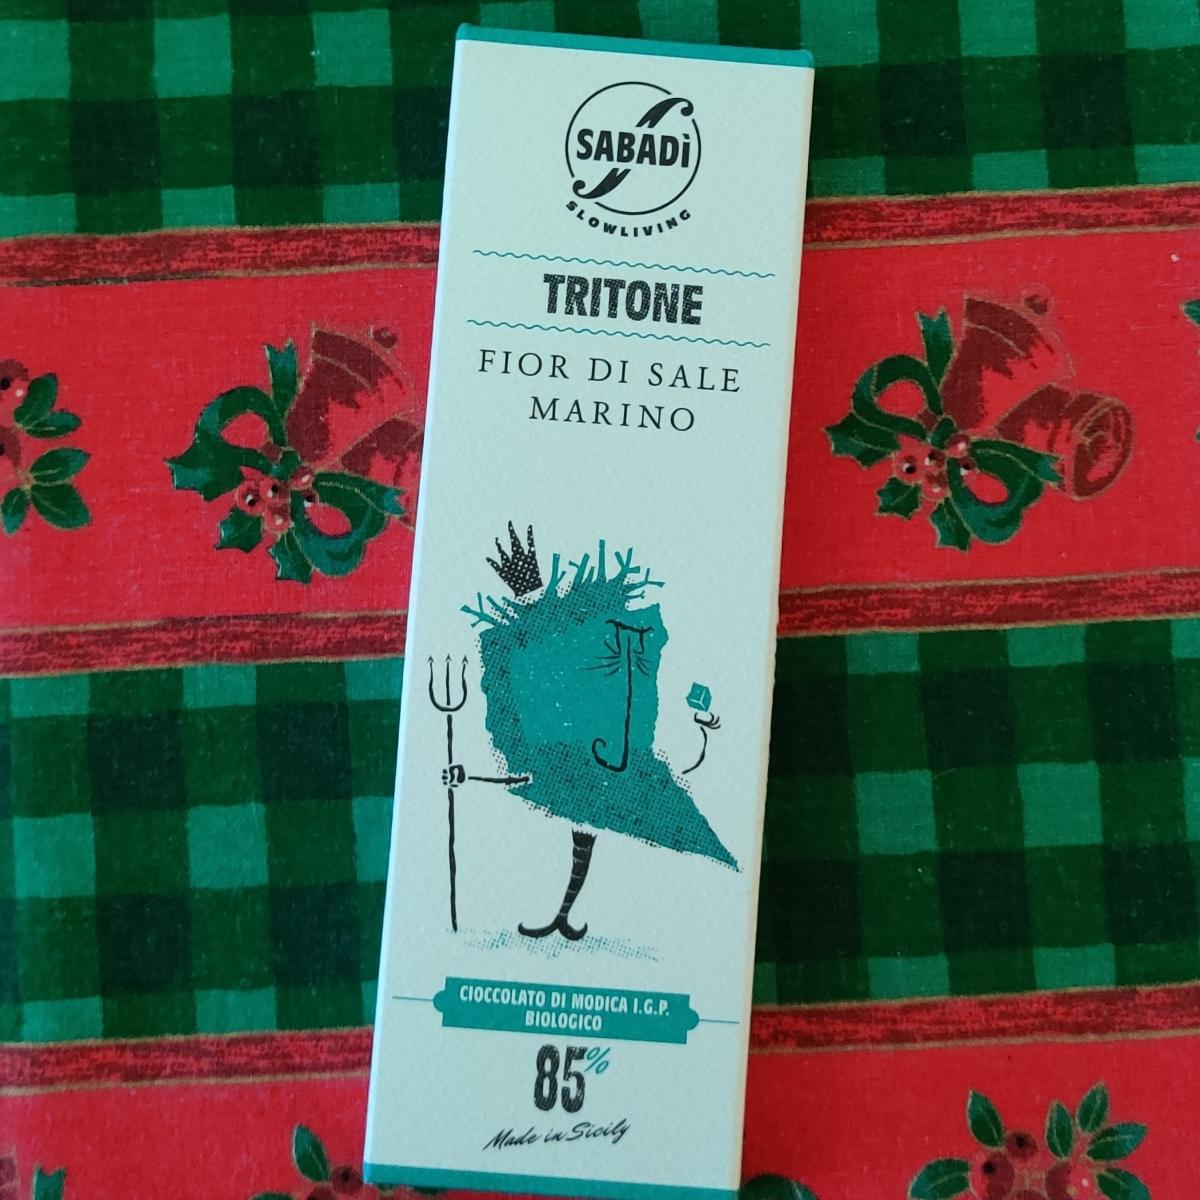 SABADÌ
SLOWLIVING
TRITONE
FIOR DI SALE
MARINO
CIOCCOLATO DI MODICA I.G.P.
BIOLOGICO
85%
Made in Sicily